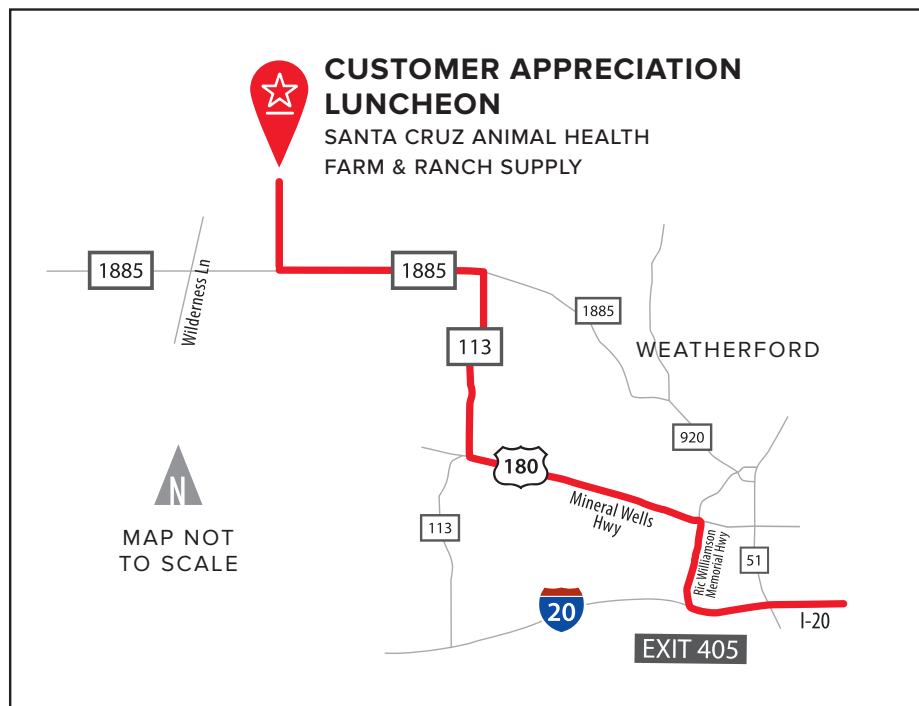 CUSTOMER APPRECIATION
LUNCHEON
SANTA CRUZ ANIMAL HEALTH
FARM & RANCH SUPPLY
1885
Wilderness Ln
1885
1885
113
WEATHERFORD
920
180
Mineral Wells
Hwy
N
MAP NOT
TO SCALE
113
Ric Williamson
Memorial Hwy
51
20
I-20
EXIT 405